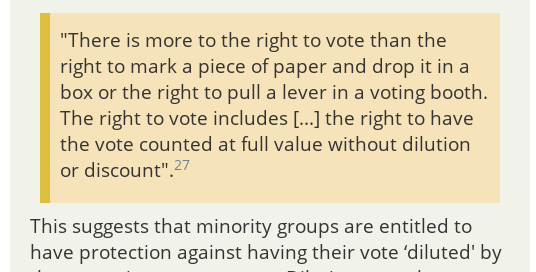 "There is more to the right to vote than the
right to mark a piece of paper and drop it in a
box or the right to pull a lever in a voting booth.
The right to vote includes [...] the right to have
the vote counted at full value without dilution
or discount".27
This suggests that minority groups are entitled to
have protection against having their vote ‘diluted' by